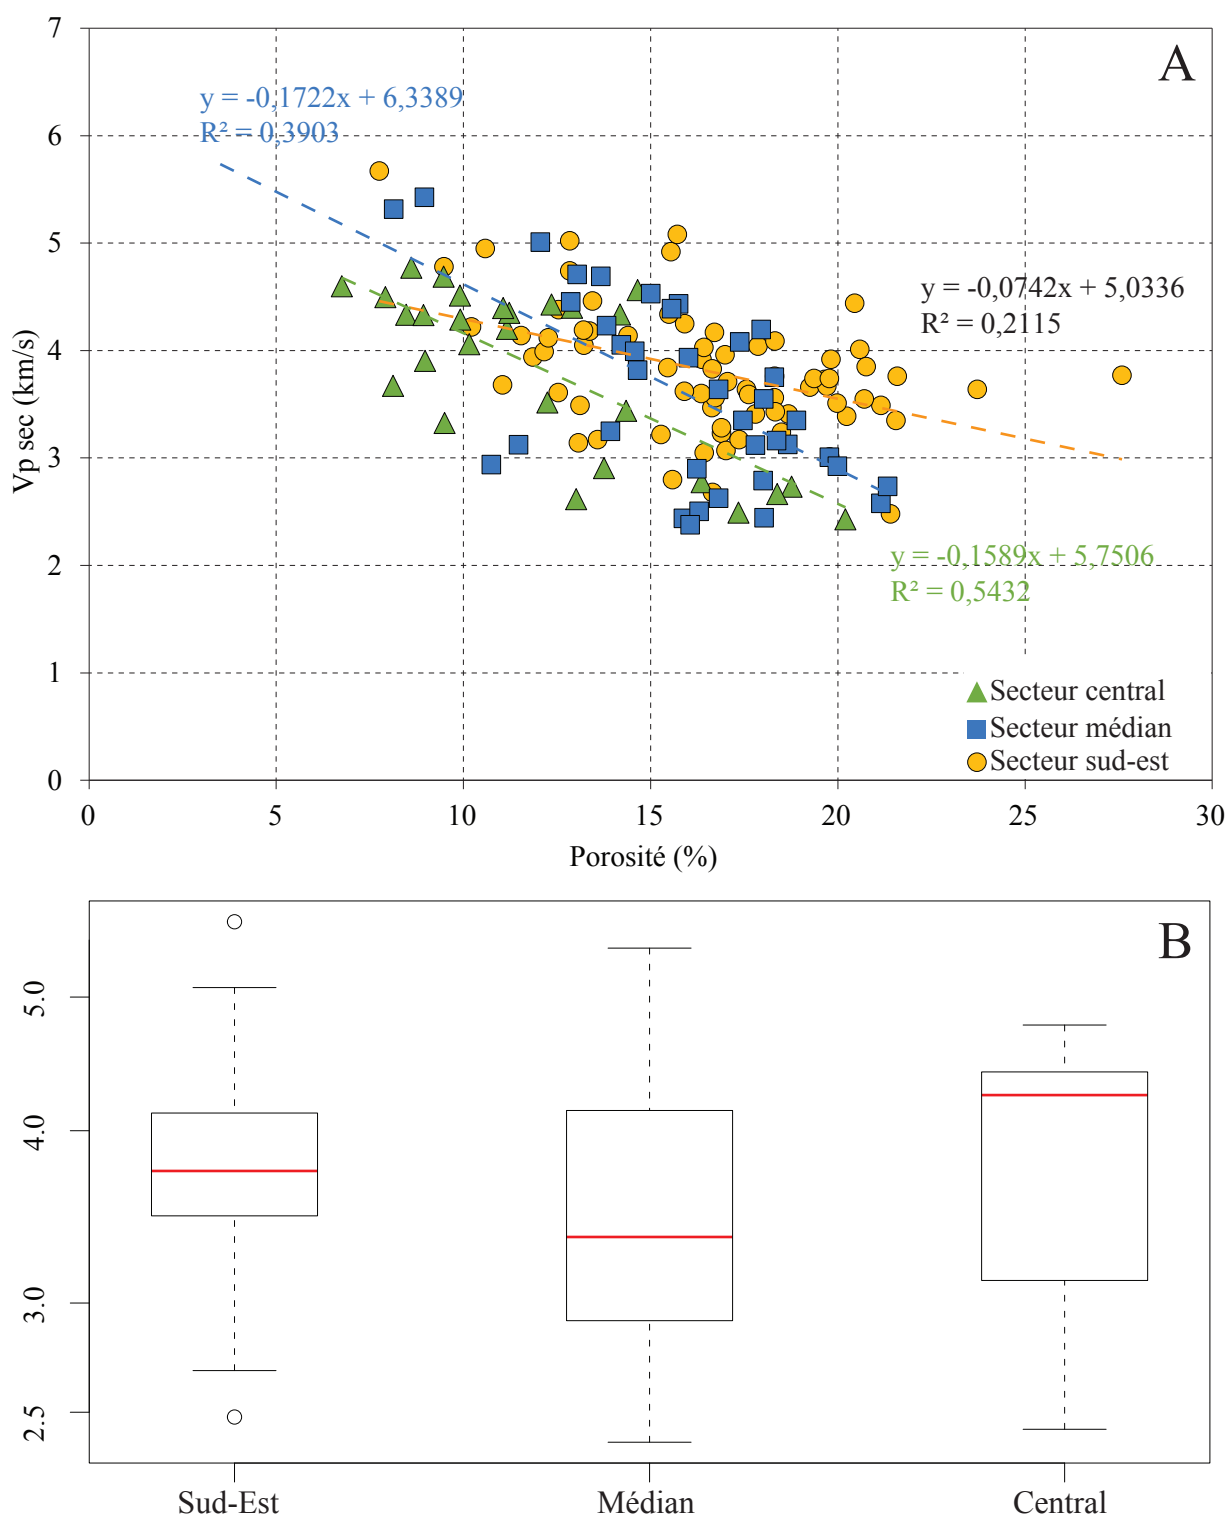 A
7
6
5
4
3
2
1
0
Vp sec (km/s)
y = -0,1722x + 6,3389
R² = 0,3903
y = -0,0742x + 5,0336
R² = 0,2115
y = -0,1589x + 5,7506
R² = 0,5432
Secteur central
Secteur médian
Secteur sud-est
0 5 10 15 20 25 30
Porosité (%)
B
5.0
4.0
3.0
2.5
Sud-Est Médian Central